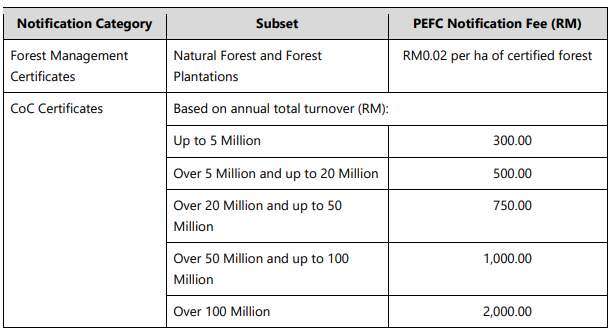 Notification Category Subset PEFC Notification Fee (RM)
Forest Management Certificates Natural Forest and Forest Plantations RM0.02 per ha of certified forest
CoC Certificates Based on annual total turnover (RM):
Up to 5 Million 300.00
Over 5 Million and up to 20 Million 500.00
Over 20 Million and up to 50 Million 750.00
Over 50 Million and up to 100 Million 1,000.00
Over 100 Million 2,000.00